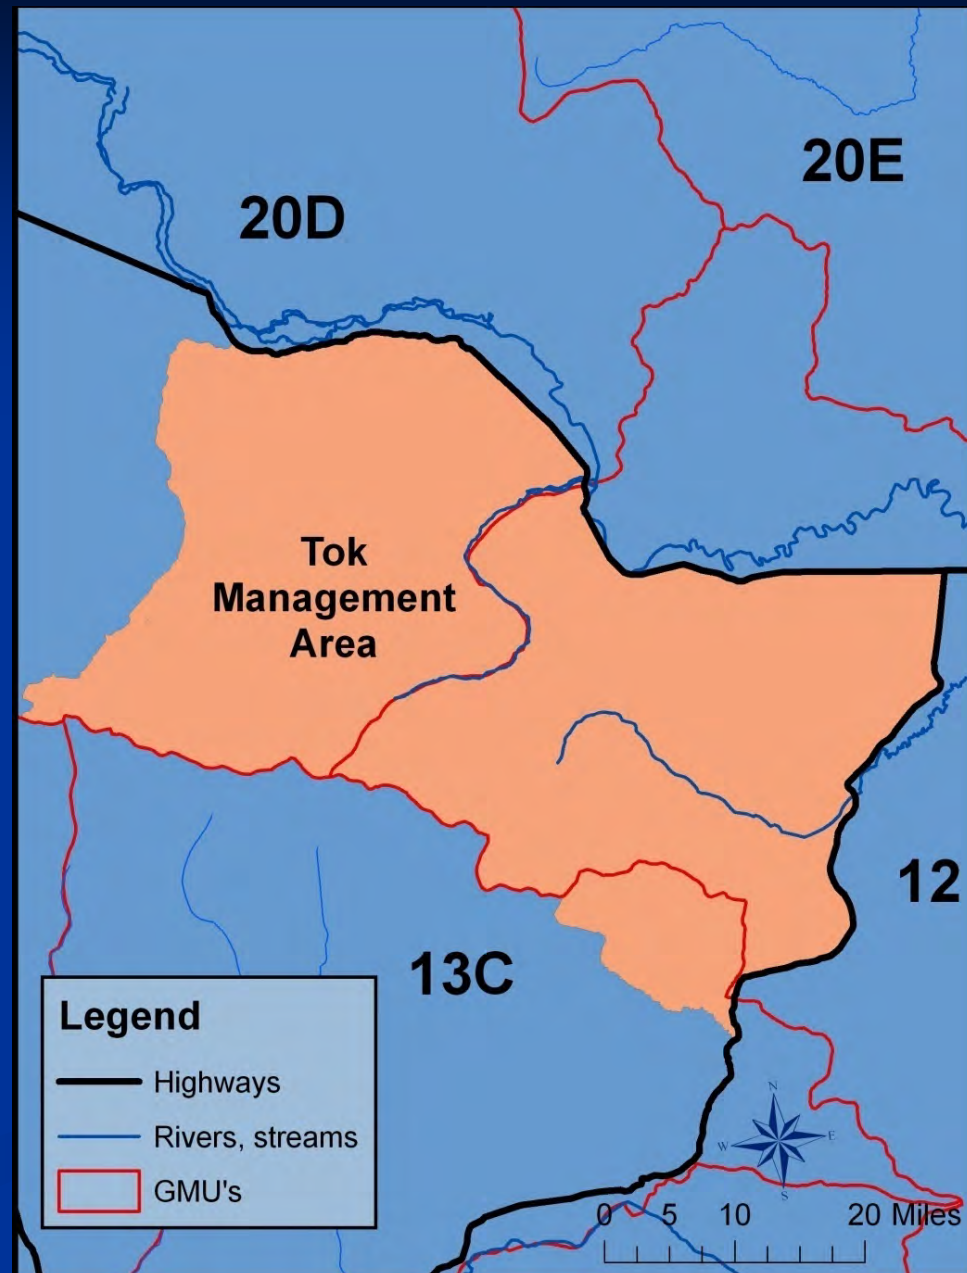 20E
20D
Tok
Management
Area
12
13C
Legend
Highways
Rivers, streams
GMU's
N
W
E
S
0 5 10 20 Miles